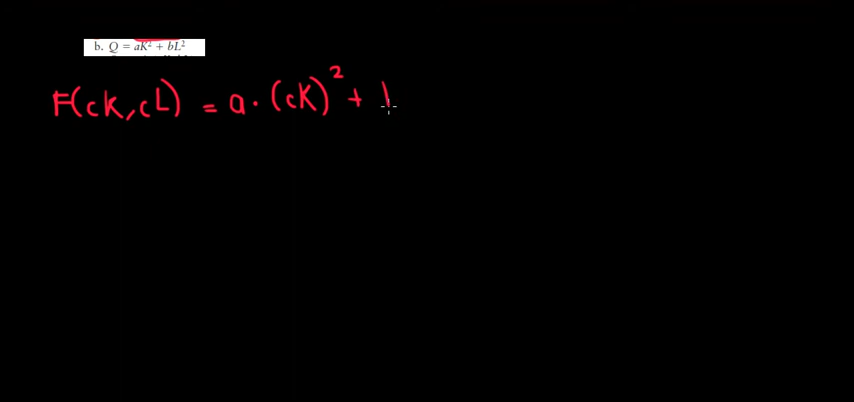 b. Q = aK² + bL²
F(cK, cL) = a · (cK)² +